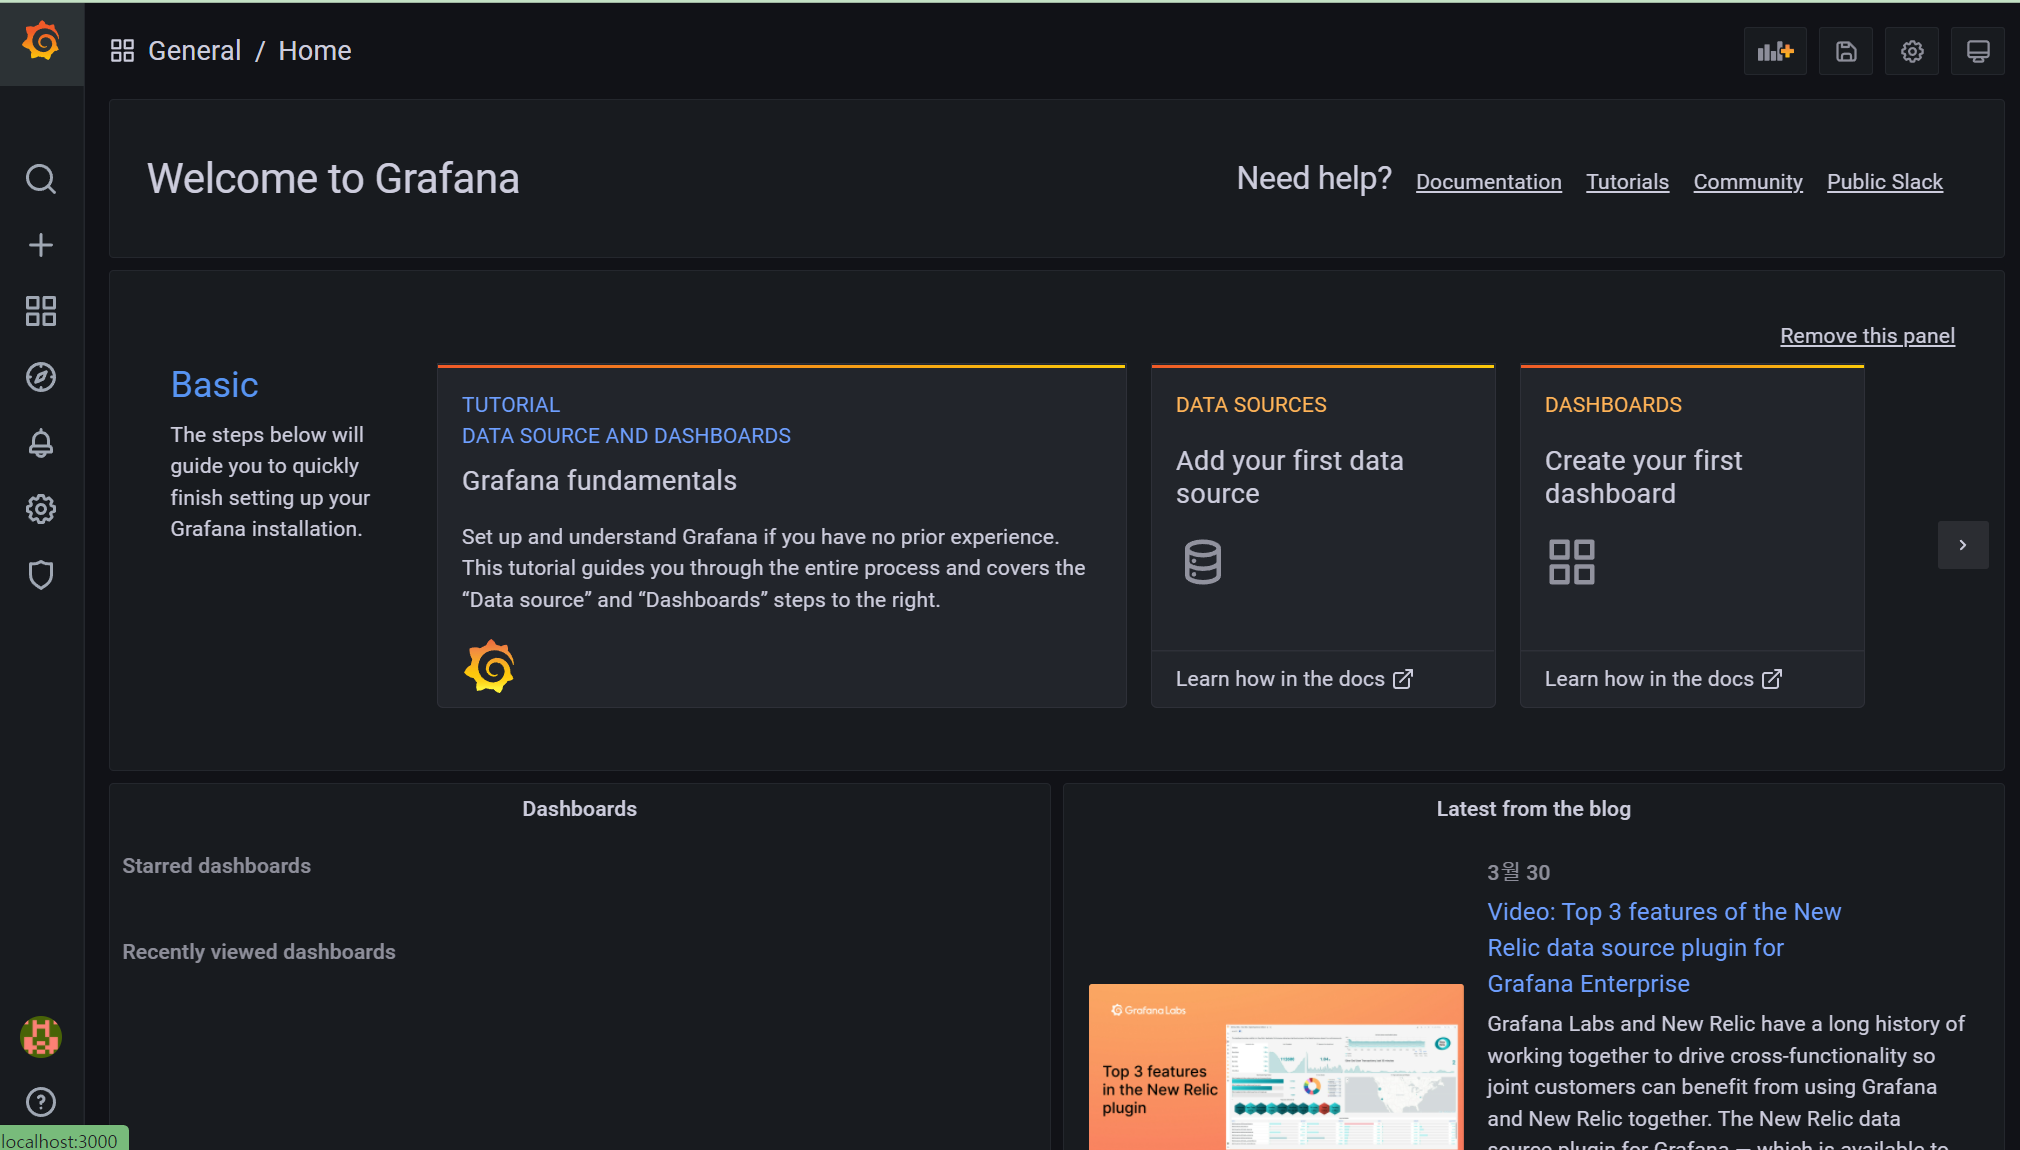 General / Home
Welcome to Grafana
Need help? Documentation Tutorials Community Public Slack
Remove this panel
Basic
The steps below will
guide you to quickly
finish setting up your
Grafana installation.
TUTORIAL
DATA SOURCE AND DASHBOARDS
Grafana fundamentals
Set up and understand Grafana if you have no prior experience.
This tutorial guides you through the entire process and covers the
“Data source” and “Dashboards” steps to the right.
DATA SOURCES
Add your first data
source
Learn how in the docs
DASHBOARDS
Create your first
dashboard
Learn how in the docs
Dashboards
Starred dashboards
Recently viewed dashboards
Latest from the blog
3월 30
Video: Top 3 features of the New
Relic data source plugin for
Grafana Enterprise
Grafana Labs and New Relic have a long history of
working together to drive cross-functionality so
joint customers can benefit from using Grafana
and New Relic together. The New Relic data
source plugin for Grafana — which is available to
Grafana Labs
Top 3 features
in the New Relic
plugin
localhost:3000